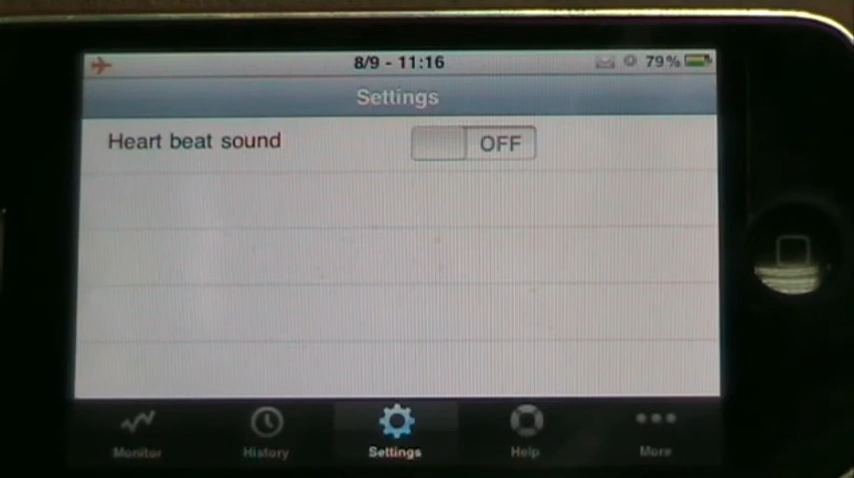 8/9 - 11:16
79%
Settings
Heart beat sound
OFF
Monitor
History
Settings
Help
More